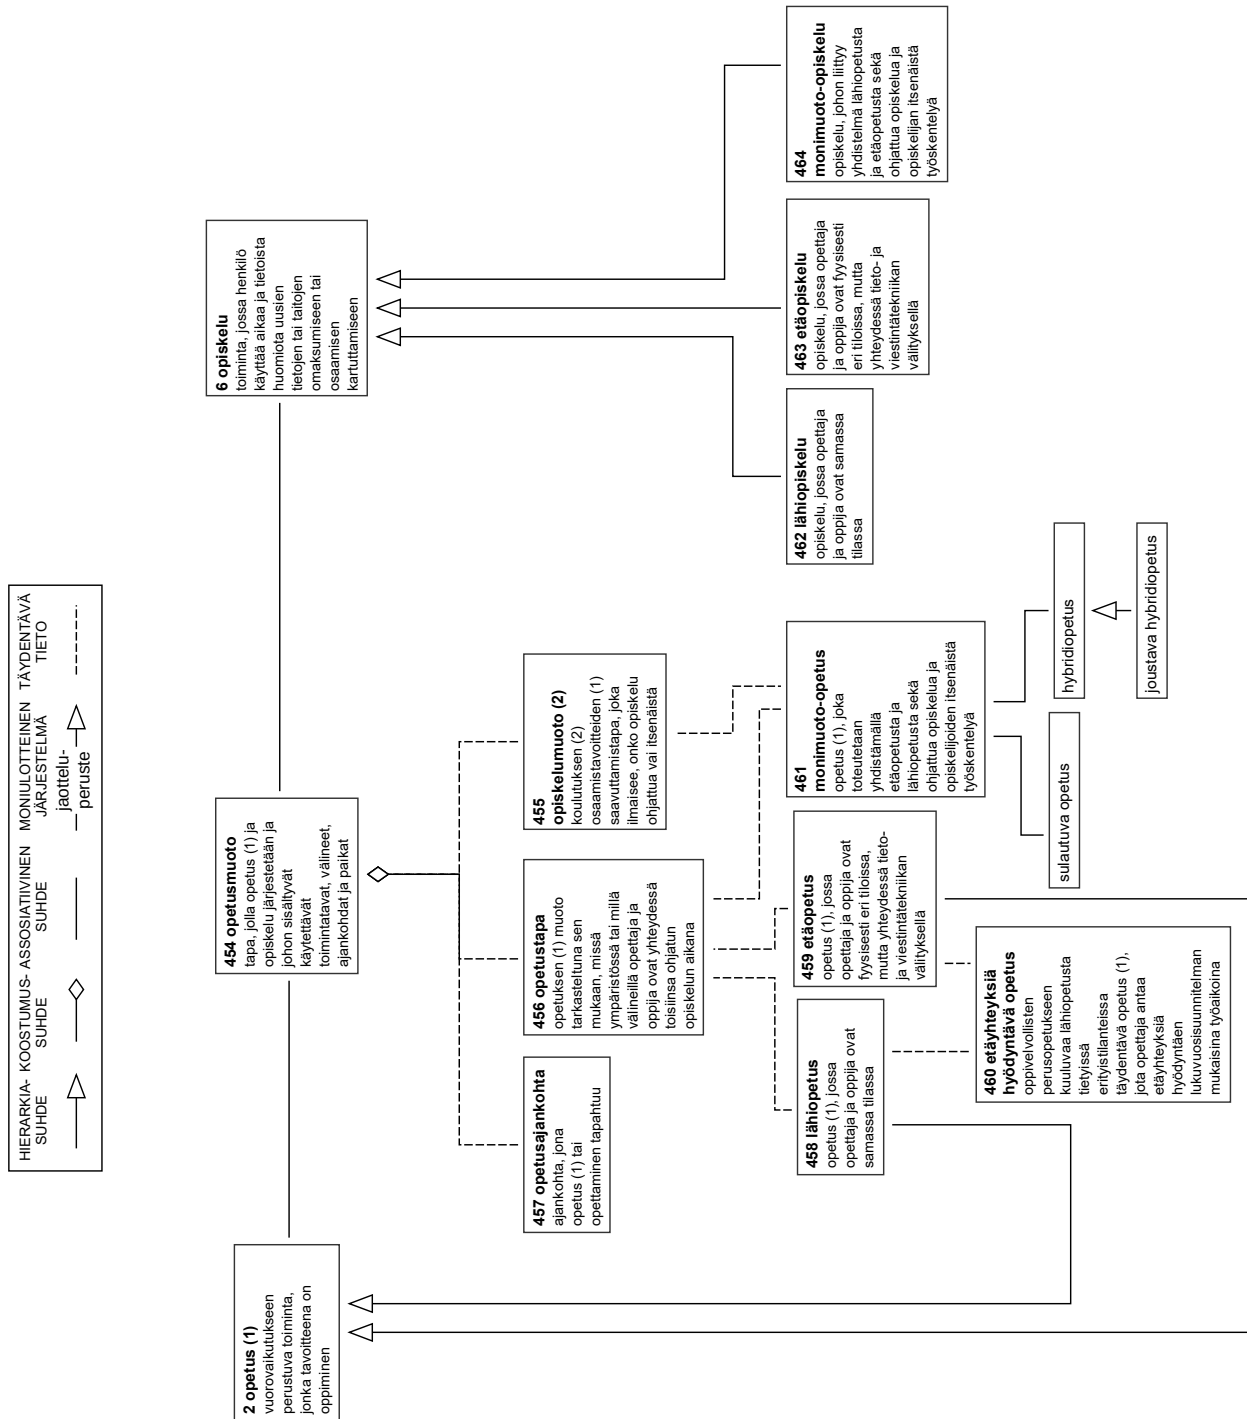 HIERARKIA-
SUHDE
KOOSTUMUS-
SUHDE
ASSOSIATIIVINEN
SUHDE
MONIULOTTEINEN
JÄRJESTELMÄ
jaottelu-
peruste
TÄYDENTÄVÄ
TIETO
2 opetus (1)
vuorovaikutukseen
perustuva toiminta,
jonka tavoitteena on
oppiminen
454 opetusmuoto
tapa, jolla opetus (1) ja
opiskelu järjestetään ja
johon sisältyvät
käytettävät
toimintatavat, välineet,
ajankohdat ja paikat
6 opiskelu
toiminta, jossa henkilö
käyttää aikaa ja tietoista
huomiota uusien
tietojen tai taitojen
omaksumiseen tai
osaamisen
kartuttamiseen
457 opetusajankohta
ajankohta, jona
opetus (1) tai
opettaminen tapahtuu
456 opetustapa
opetuksen (1) muoto
tarkasteltuna sen
mukaan, missä
ympäristössä tai millä
välineillä opettaja ja
oppija ovat yhteydessä
toisiinsa ohjatun
opiskelun aikana
455
opiskelumuoto (2)
koulutuksen (2)
osaamistavoitteiden (1)
saavuttamistapa, joka
ilmaisee, onko opiskelu
ohjattua vai itsenäistä
458 lähiopetus
opetus (1), jossa
opettaja ja oppija ovat
samassa tilassa
459 etäopetus
opetus (1), jossa
opettaja ja oppija ovat
fyysisesti eri tiloissa,
mutta yhteydessä tieto-
ja viestintätekniikan
välityksellä
461
monimuoto-opetus
opetus (1), joka
toteutetaan
yhdistämällä
etäopetusta ja
lähiopetusta sekä
ohjattua opiskelua ja
opiskelijoiden itsenäistä
työskentelyä
462 lähiopiskelu
opiskelu, jossa opettaja
ja oppija ovat samassa
tilassa
463 etäopiskelu
opiskelu, jossa opettaja
ja oppija ovat fyysisesti
eri tiloissa, mutta
yhteydessä tieto- ja
viestintätekniikan
välityksellä
464
monimuoto-opiskelu
opiskelu, johon liittyy
yhdistelmä lähiopetusta
ja etäopetusta sekä
ohjattua opiskelua ja
opiskelijan itsenäistä
työskentelyä
460 etäyhteyksiä
hyödyntävä opetus
oppivelvollisten
perusopetukseen
kuuluvaa lähiopetusta
tietyissä
erityistilanteissa
täydentävä opetus (1),
jota opettaja antaa
etäyhteyksiä
hyödyntäen
lukuvuosisuunnitelman
mukaisina työaikoina
sulautuva opetus
hybridiopetus
joustava hybridiopetus